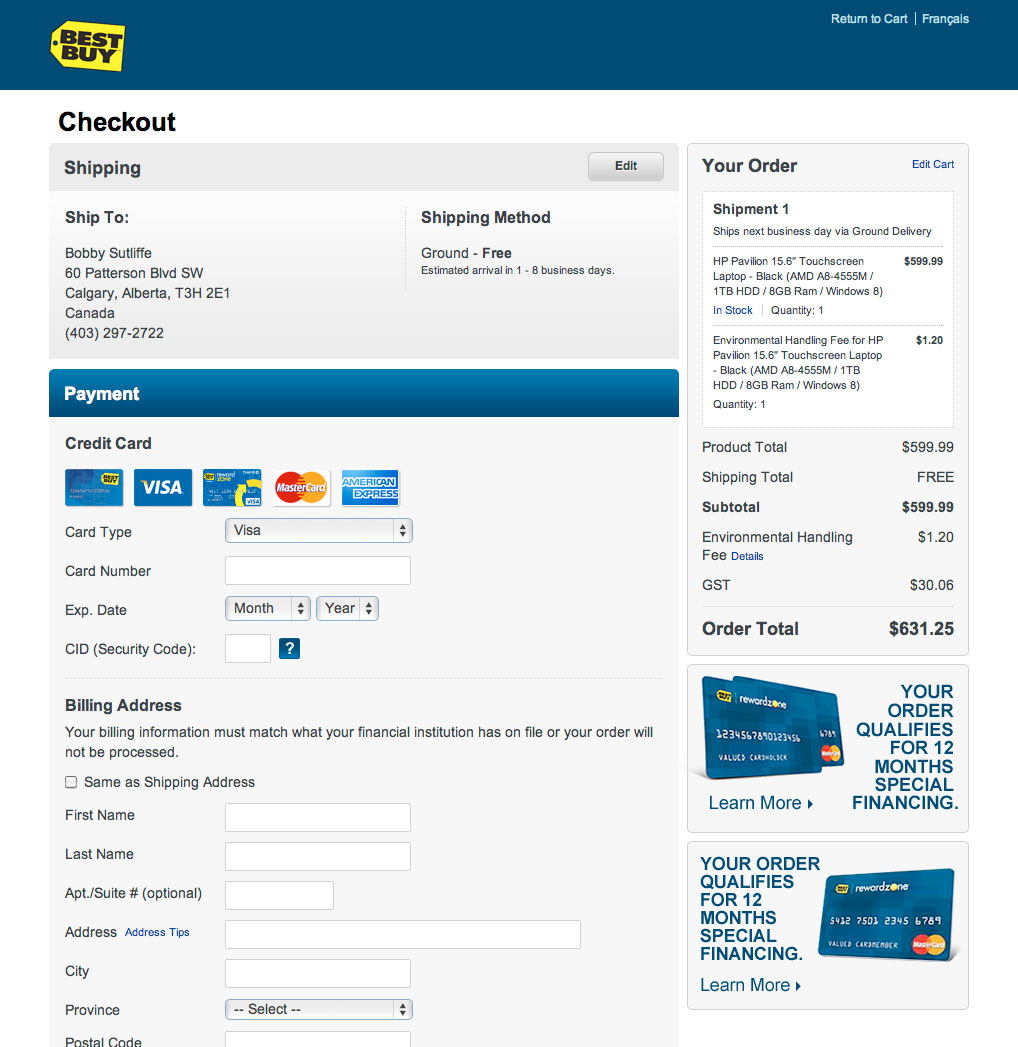 BEST
BUY
Return to Cart | Français
Checkout
Shipping
Edit
Ship To:
Bobby Sutliffe
60 Patterson Blvd SW
Calgary, Alberta, T3H 2E1
Canada
(403) 297-2722
Shipping Method
Ground - Free
Estimated arrival in 1 - 8 business days.
Payment
Credit Card
BEST BUY
VISA
reward zone
VISA
MasterCard
AMERICAN EXPRESS
Card Type
Visa
Card Number
Exp. Date
Month
Year
CID (Security Code):
?
Billing Address
Your billing information must match what your financial institution has on file or your order will
not be processed.
Same as Shipping Address
First Name
Last Name
Apt./Suite # (optional)
Address Address Tips
City
Province
-- Select --
Postal Code
Your Order
Edit Cart
Shipment 1
Ships next business day via Ground Delivery
HP Pavilion 15.6" Touchscreen $599.99
Laptop - Black (AMD A8-4555M /
1TB HDD / 8GB Ram / Windows 8)
In Stock | Quantity: 1
Environmental Handling Fee for HP $1.20
Pavilion 15.6" Touchscreen Laptop
- Black (AMD A8-4555M / 1TB
HDD / 8GB Ram / Windows 8)
Quantity: 1
Product Total $599.99
Shipping Total FREE
Subtotal $599.99
Environmental Handling $1.20
Fee Details
GST $30.06
Order Total $631.25
BEST BUY rewardzone
1234567890123456 6789
VALUED CARDHOLDER
MasterCard
YOUR
ORDER
QUALIFIES
FOR 12
MONTHS
SPECIAL
FINANCING.
Learn More
YOUR ORDER
QUALIFIES
FOR 12
MONTHS
SPECIAL
FINANCING.
Learn More
BEST BUY rewardzone
5412 7501 2345 6789
VALUED CARDMEMBER
MasterCard